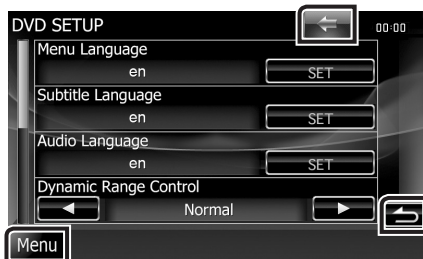 DVD SETUP
00:00
Menu Language
en
SET
Subtitle Language
en
SET
Audio Language
en
SET
Dynamic Range Control
Normal
Menu